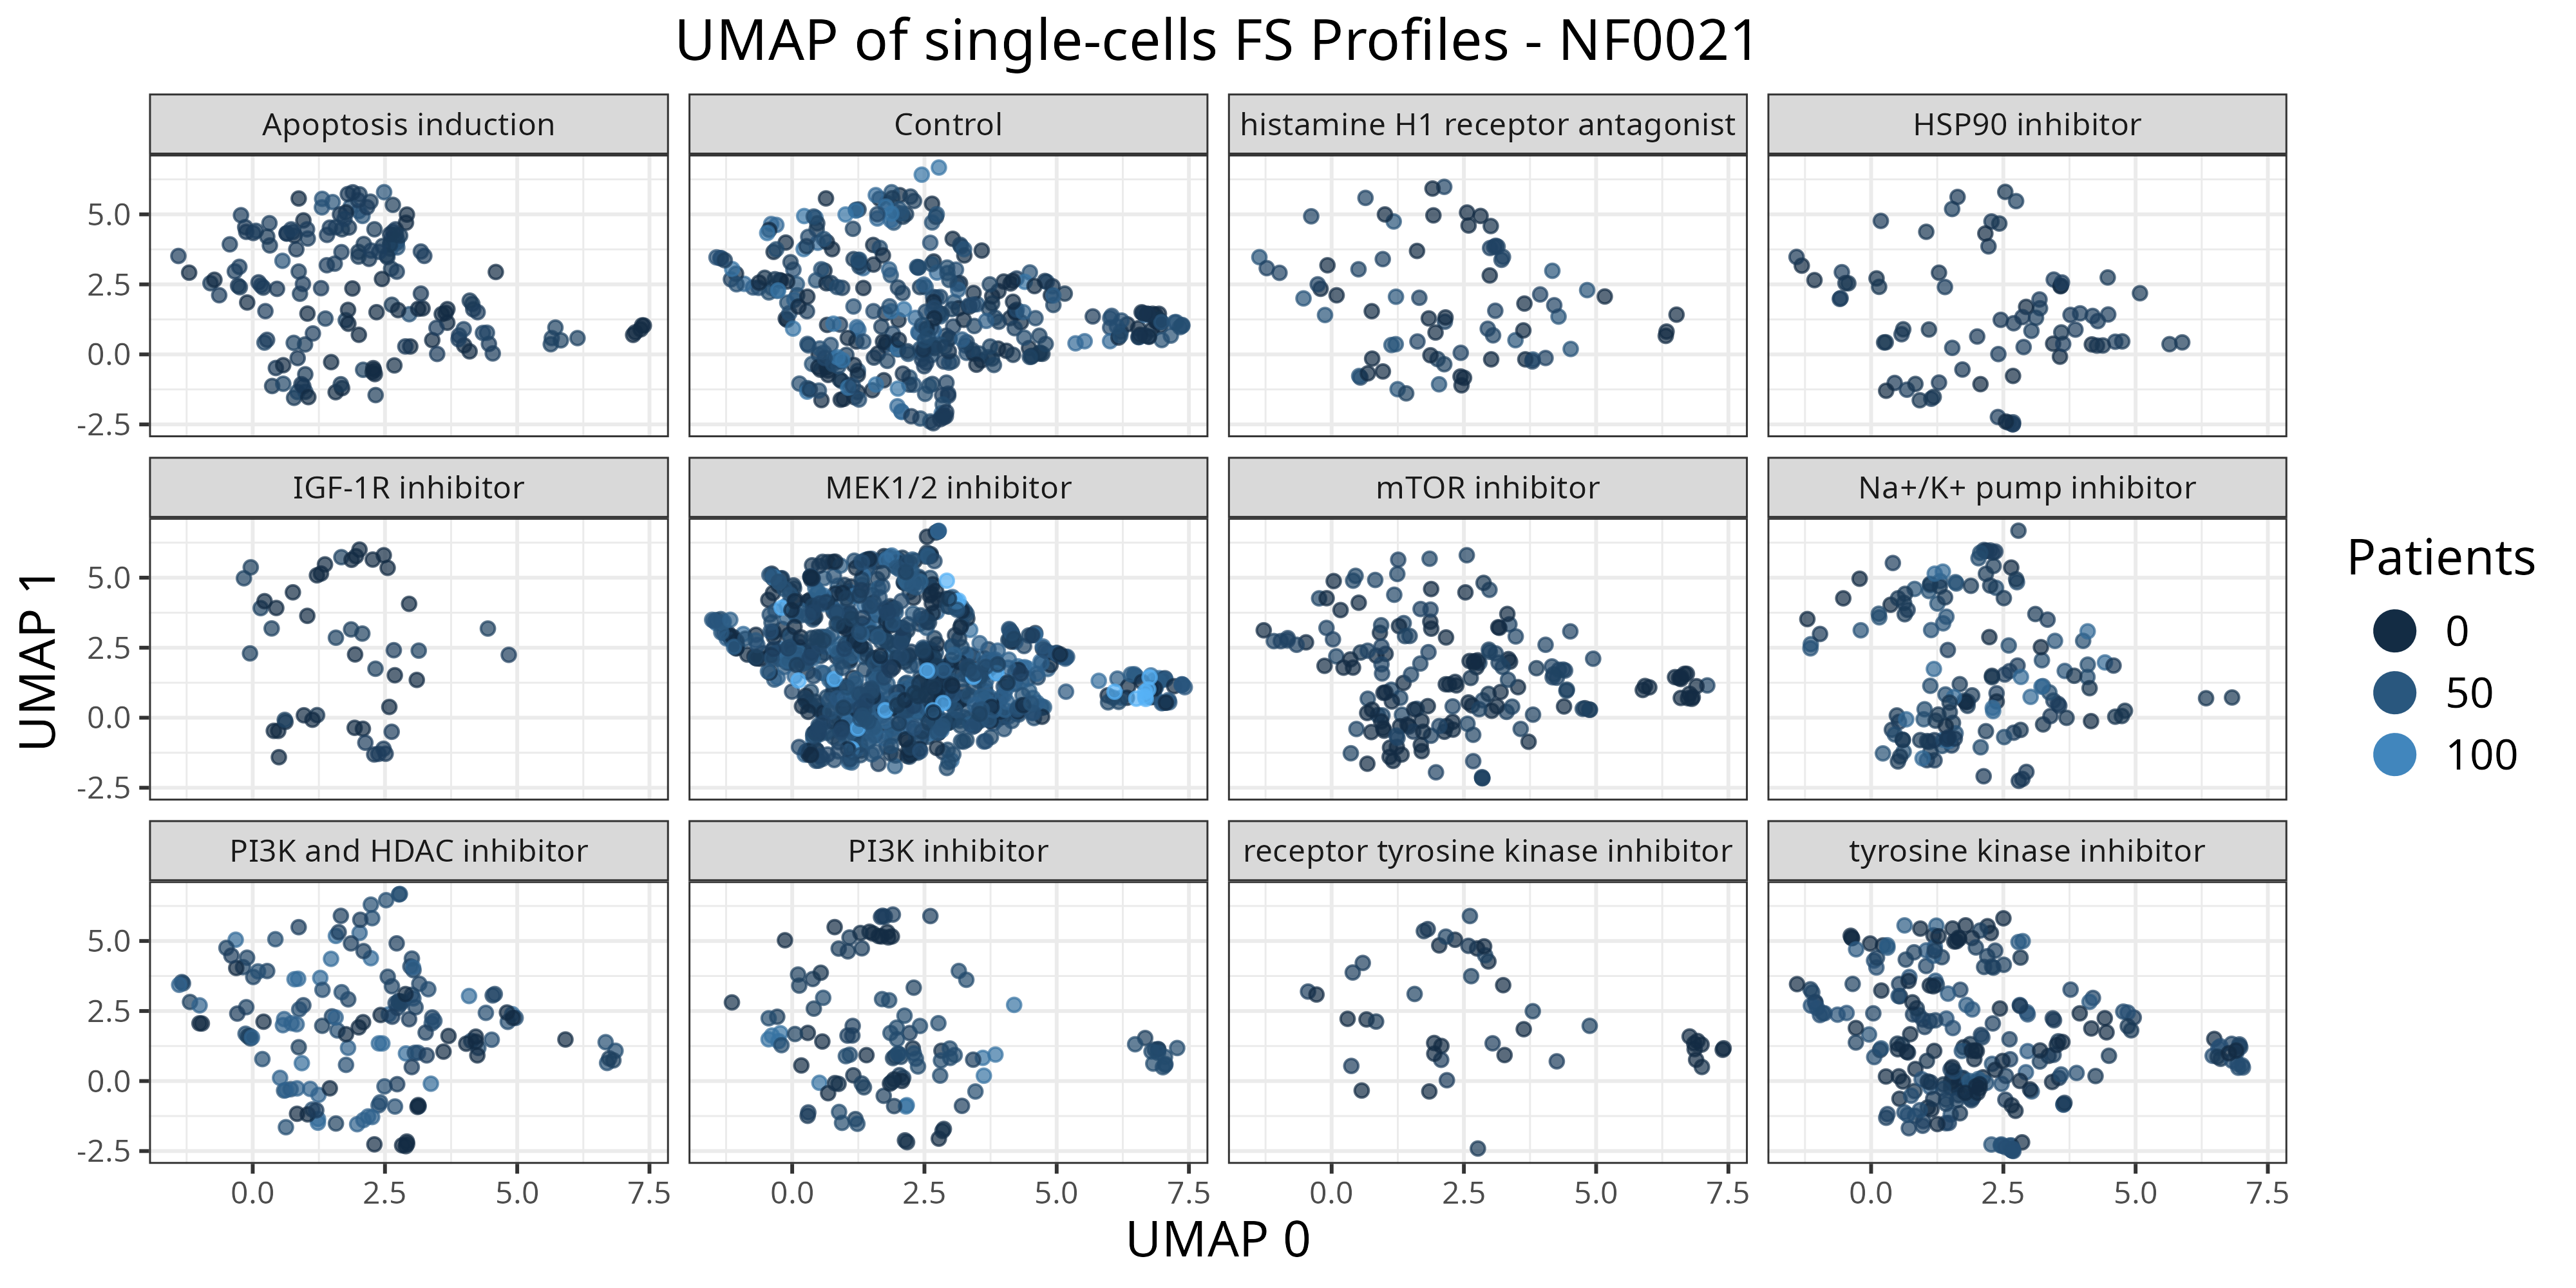 UMAP of single-cells FS Profiles - NF0021
Apoptosis induction
Control
histamine H1 receptor antagonist
HSP90 inhibitor
5.0
2.5
0.0
-2.5
IGF-1R inhibitor
MEK1/2 inhibitor
mTOR inhibitor
Na+/K+ pump inhibitor
5.0
2.5
0.0
-2.5
UMAP 1
PI3K and HDAC inhibitor
PI3K inhibitor
receptor tyrosine kinase inhibitor
tyrosine kinase inhibitor
5.0
2.5
0.0
-2.5
0.0 2.5 5.0 7.5
0.0 2.5 5.0 7.5
0.0 2.5 5.0 7.5
0.0 2.5 5.0 7.5
UMAP 0
Patients
0
50
100